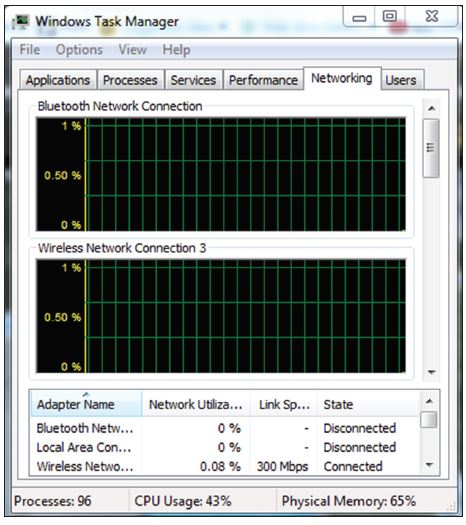 Windows Task Manager
File Options View Help
Applications Processes Services Performance Networking Users
Bluetooth Network Connection
1 %
0.50 %
0 %
Wireless Network Connection 3
1 %
0.50 %
0 %
Adapter Name Network Utiliza... Link Sp... State
Bluetooth Netw... 0 % - Disconnected
Local Area Con... 0 % - Disconnected
Wireless Netwo... 0.08 % 300 Mbps Connected
Processes: 96 CPU Usage: 43% Physical Memory: 65%